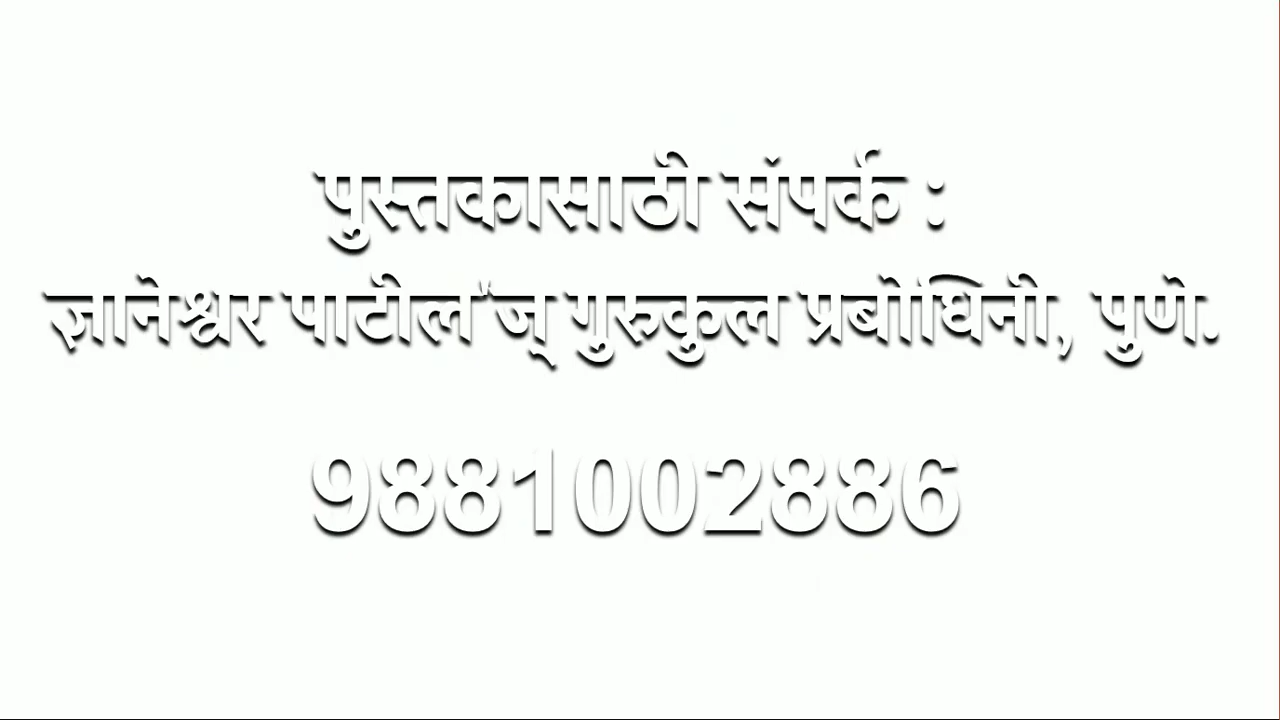 पुस्तकासाठी संपर्क :
ज्ञानेश्वर पाटील'ज् गुरुकुल प्रबोधिनी, पुणे.
9881002886